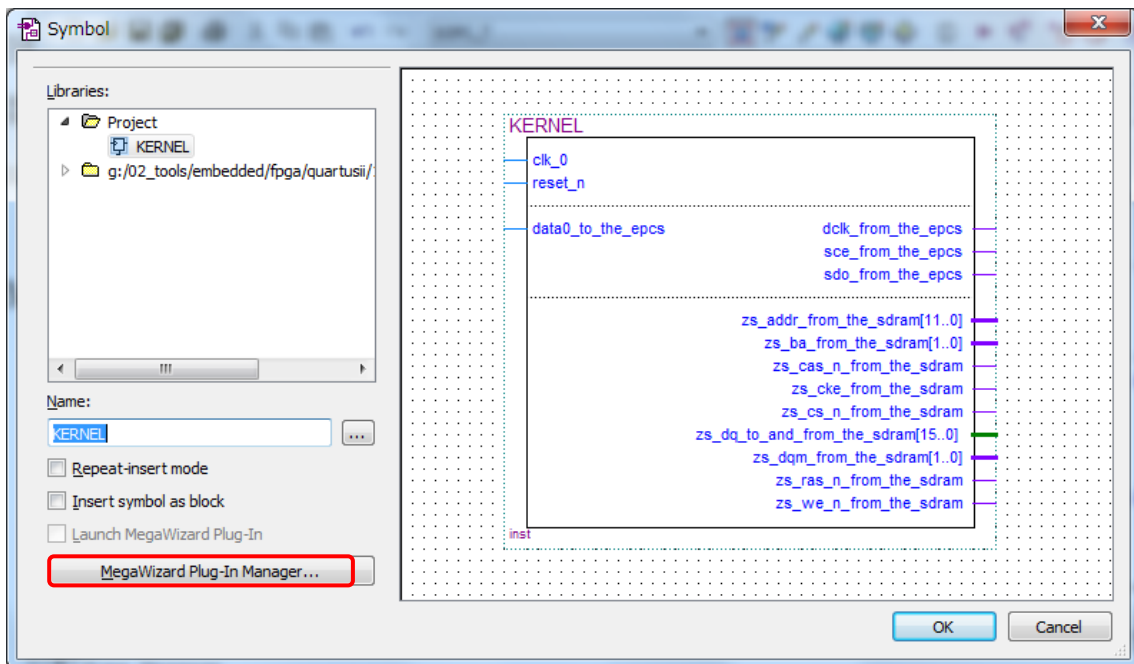 Symbol
Libraries:
Project
KERNEL
g:/02_tools/embedded/fpga/quartusii/
Name:
KERNEL
...
Repeat-insert mode
Insert symbol as block
Launch MegaWizard Plug-In
MegaWizard Plug-In Manager...
KERNEL
clk_0
reset_n
data0_to_the_epcs
dclk_from_the_epcs
sce_from_the_epcs
sdo_from_the_epcs
zs_addr_from_the_sdram[11..0]
zs_ba_from_the_sdram[1..0]
zs_cas_n_from_the_sdram
zs_cke_from_the_sdram
zs_cs_n_from_the_sdram
zs_dq_to_and_from_the_sdram[15..0]
zs_dqm_from_the_sdram[1..0]
zs_ras_n_from_the_sdram
zs_we_n_from_the_sdram
inst
OK
Cancel